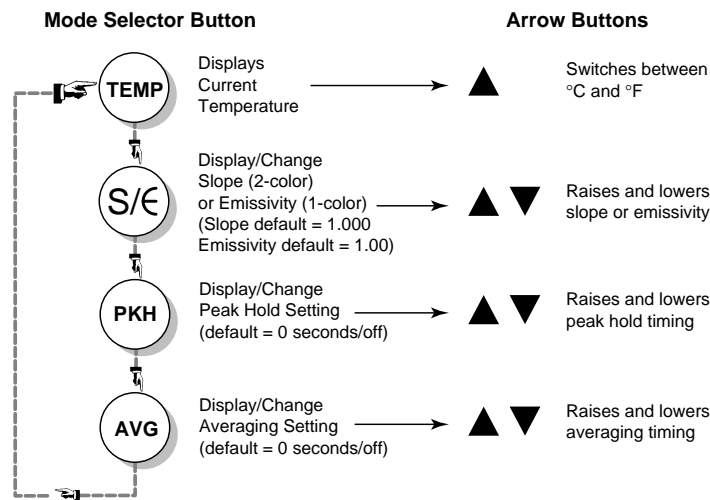 Mode Selector Button
Arrow Buttons
TEMP
Displays
Current
Temperature
Switches between
°C and °F
S/ϵ
Display/Change
Slope (2-color)
or Emissivity (1-color)
(Slope default = 1.000
Emissivity default = 1.00)
Raises and lowers
slope or emissivity
PKH
Display/Change
Peak Hold Setting
(default = 0 seconds/off)
Raises and lowers
peak hold timing
AVG
Display/Change
Averaging Setting
(default = 0 seconds/off)
Raises and lowers
averaging timing